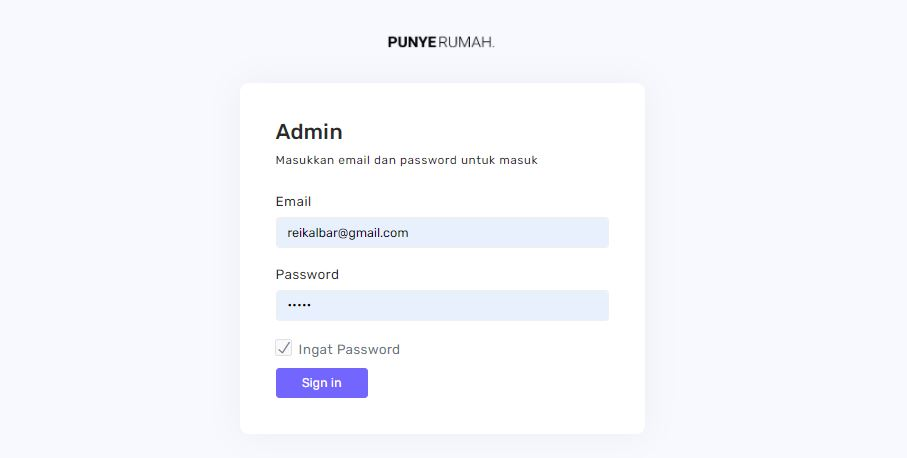 PUNYERUMAH.
Admin
Masukkan email dan password untuk masuk
Email
reikalbar@gmail.com
Password
•••••
Ingat Password
Sign in